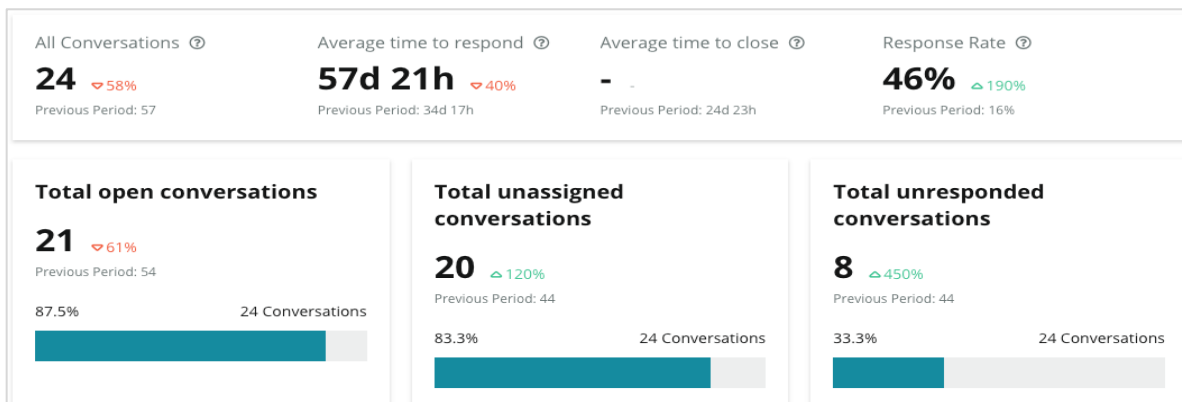 All Conversations ?
24 58%
Previous Period: 57
Average time to respond ?
57d 21h 40%
Previous Period: 34d 17h
Average time to close ?
- -
Previous Period: 24d 23h
Response Rate ?
46% 190%
Previous Period: 16%
Total open conversations
21 61%
Previous Period: 54
87.5% 24 Conversations
Total unassigned
conversations
20 120%
Previous Period: 44
83.3% 24 Conversations
Total unresponded
conversations
8 450%
Previous Period: 44
33.3% 24 Conversations